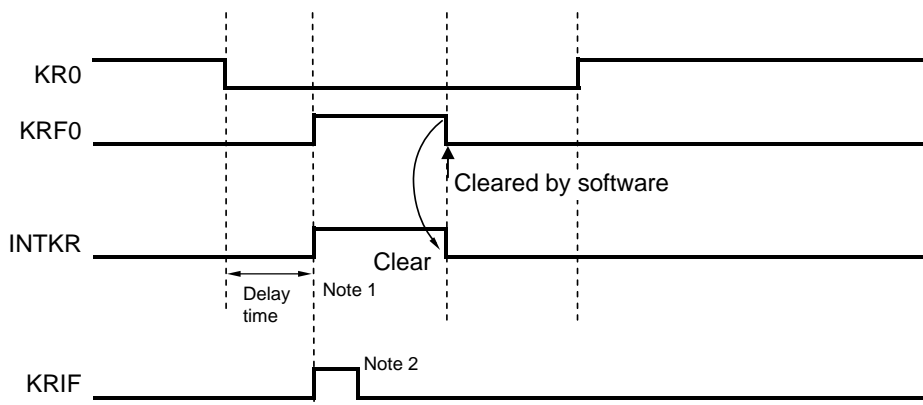 KR0
KRF0
Cleared by software
INTKR
Clear
Delay
time
Note 1
Note 2
KRIF